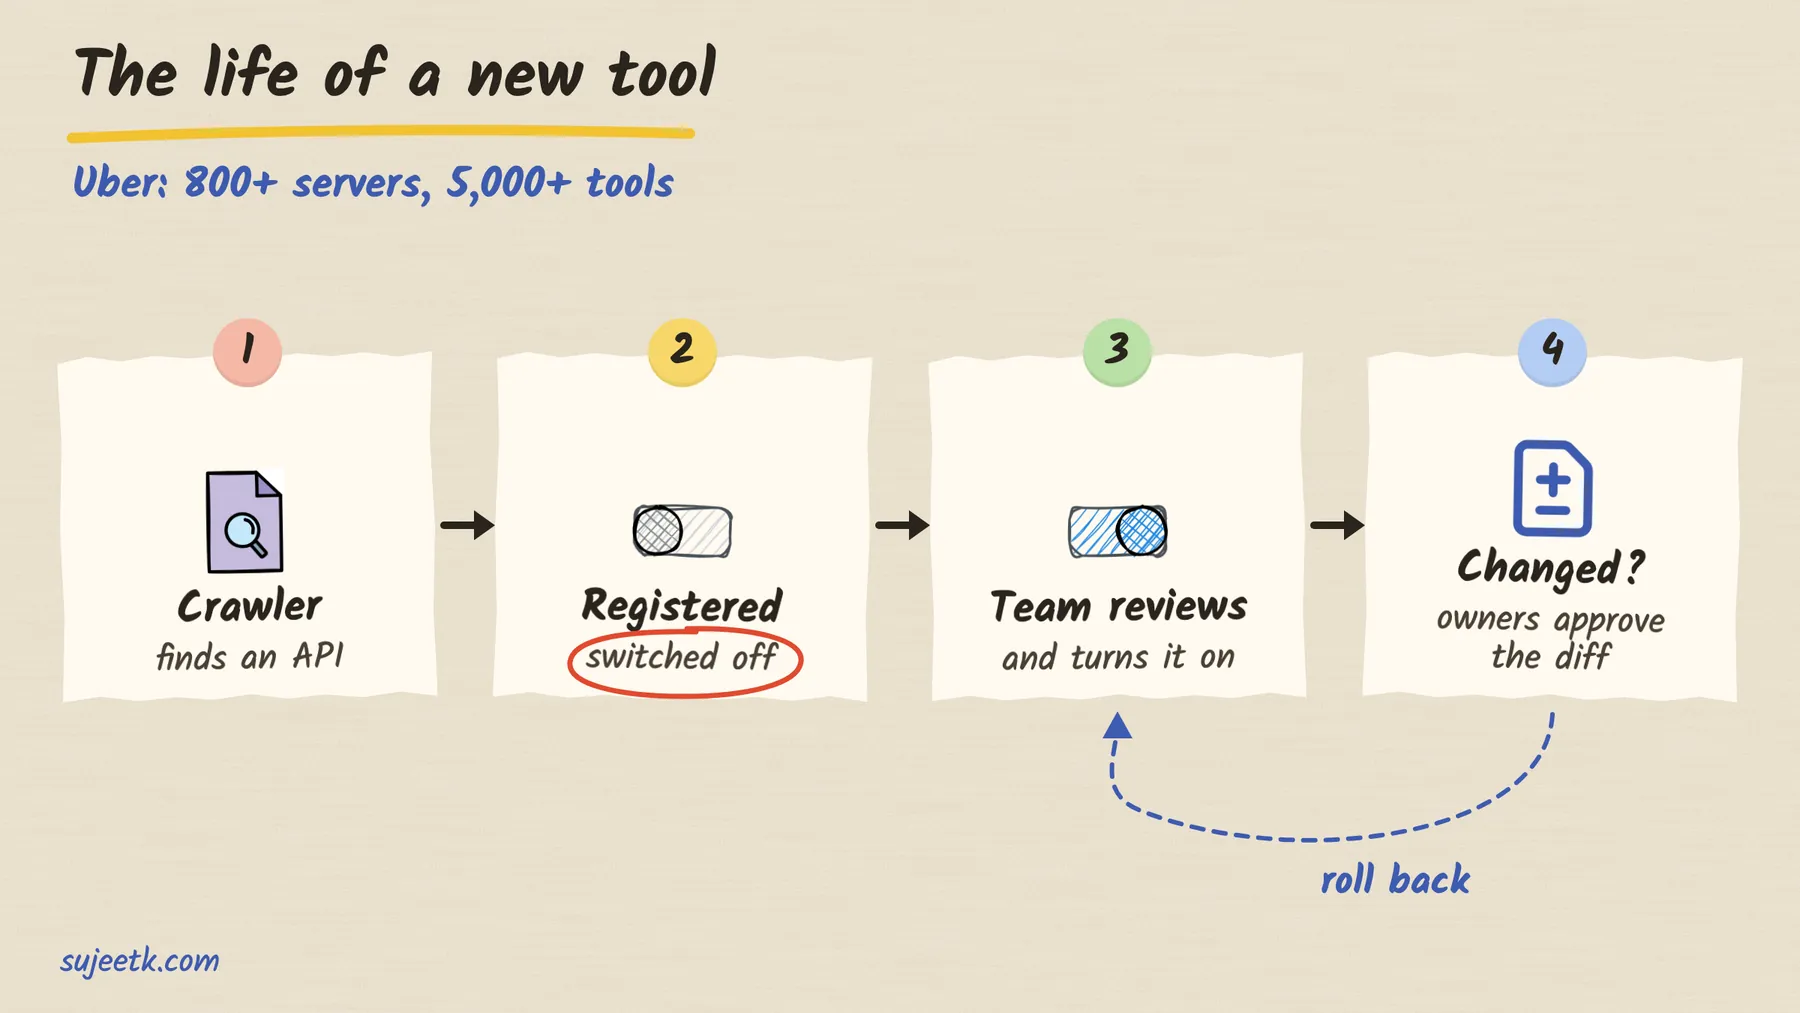 The life of a new tool
Uber: 800+ servers, 5,000+ tools
1
Crawler
finds an API
2
Registered
switched off
3
Team reviews
and turns it on
4
Changed?
owners approve
the diff
roll back
sujeetk.com